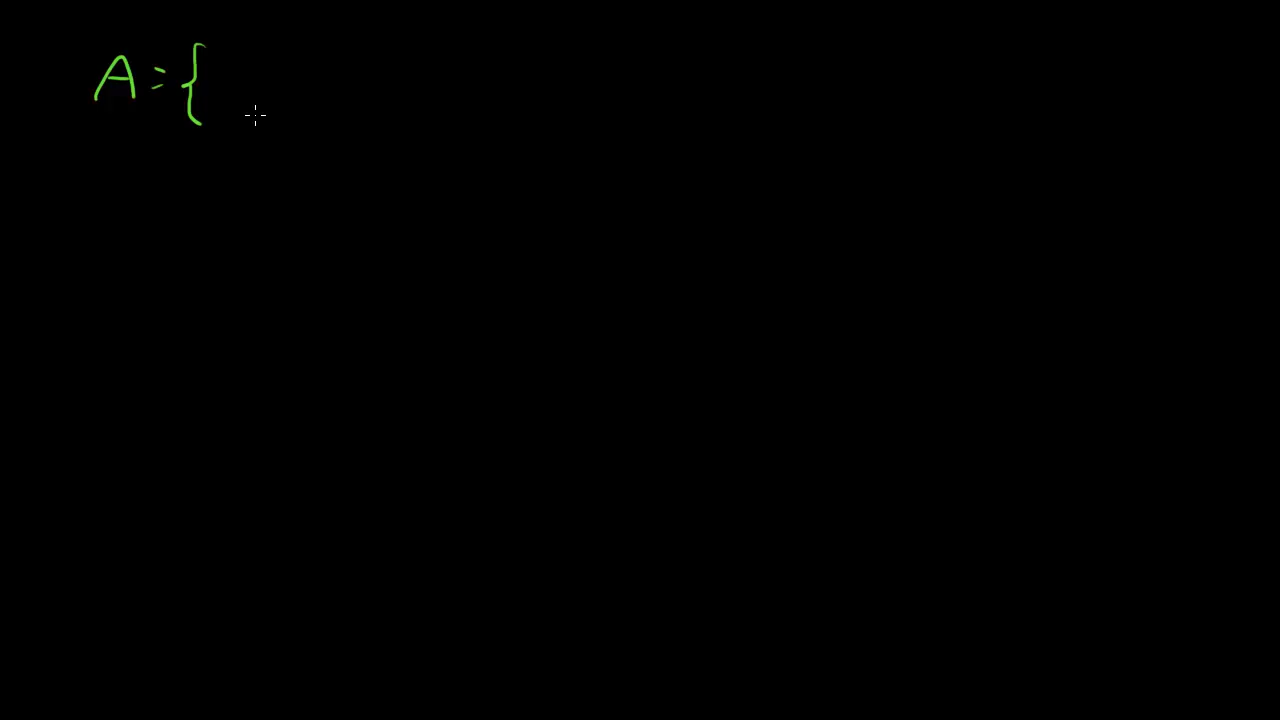 A = {